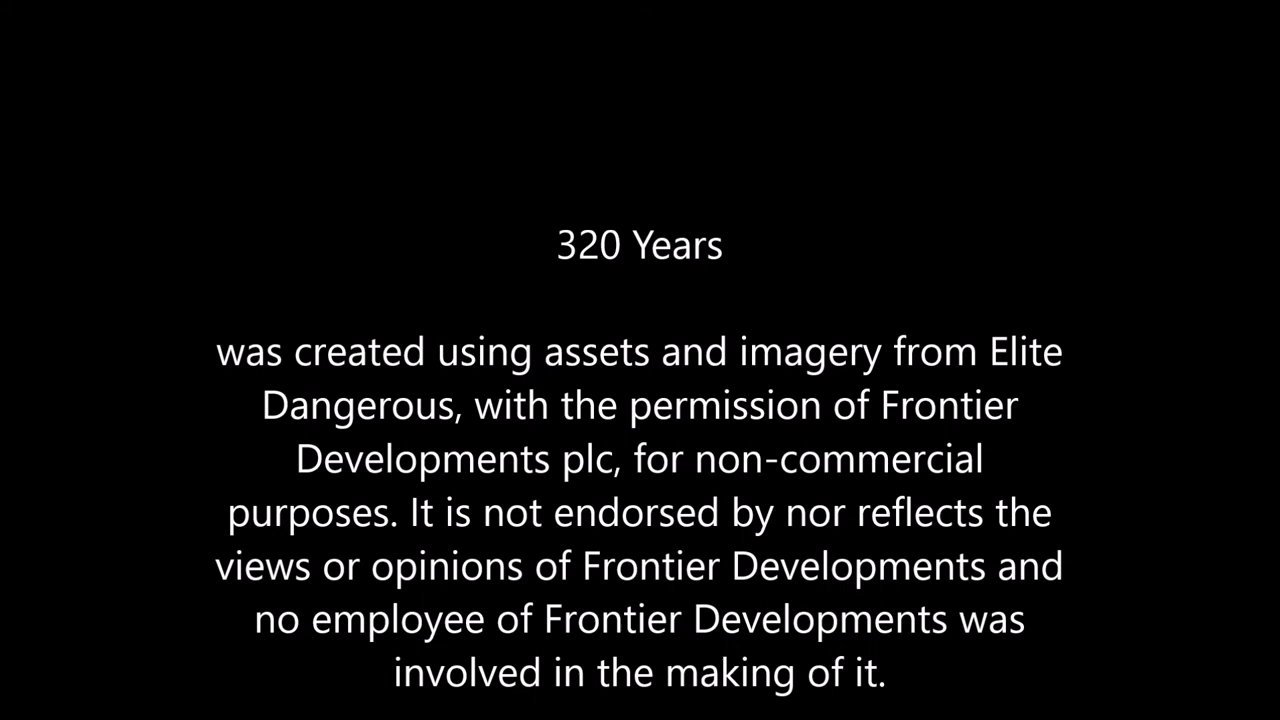 320 Years
was created using assets and imagery from Elite
Dangerous, with the permission of Frontier
Developments plc, for non-commercial
purposes. It is not endorsed by nor reflects the
views or opinions of Frontier Developments and
no employee of Frontier Developments was
involved in the making of it.